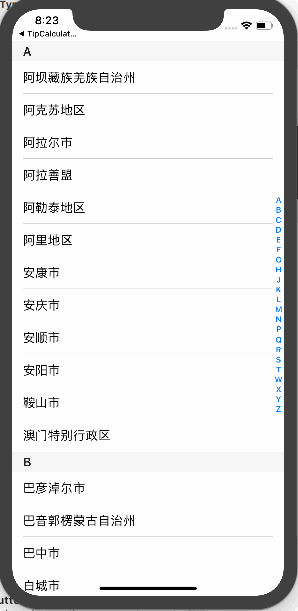 8:23
◀ TipCalculat...
A
阿坝藏族羌族自治州
阿克苏地区
阿拉尔市
阿拉善盟
阿勒泰地区
阿里地区
安康市
安庆市
安顺市
安阳市
鞍山市
澳门特别行政区
B
巴彦淖尔市
巴音郭楞蒙古自治州
巴中市
白城市
A
B
C
D
E
F
G
H
J
K
L
M
N
P
Q
R
S
T
W
X
Y
Z